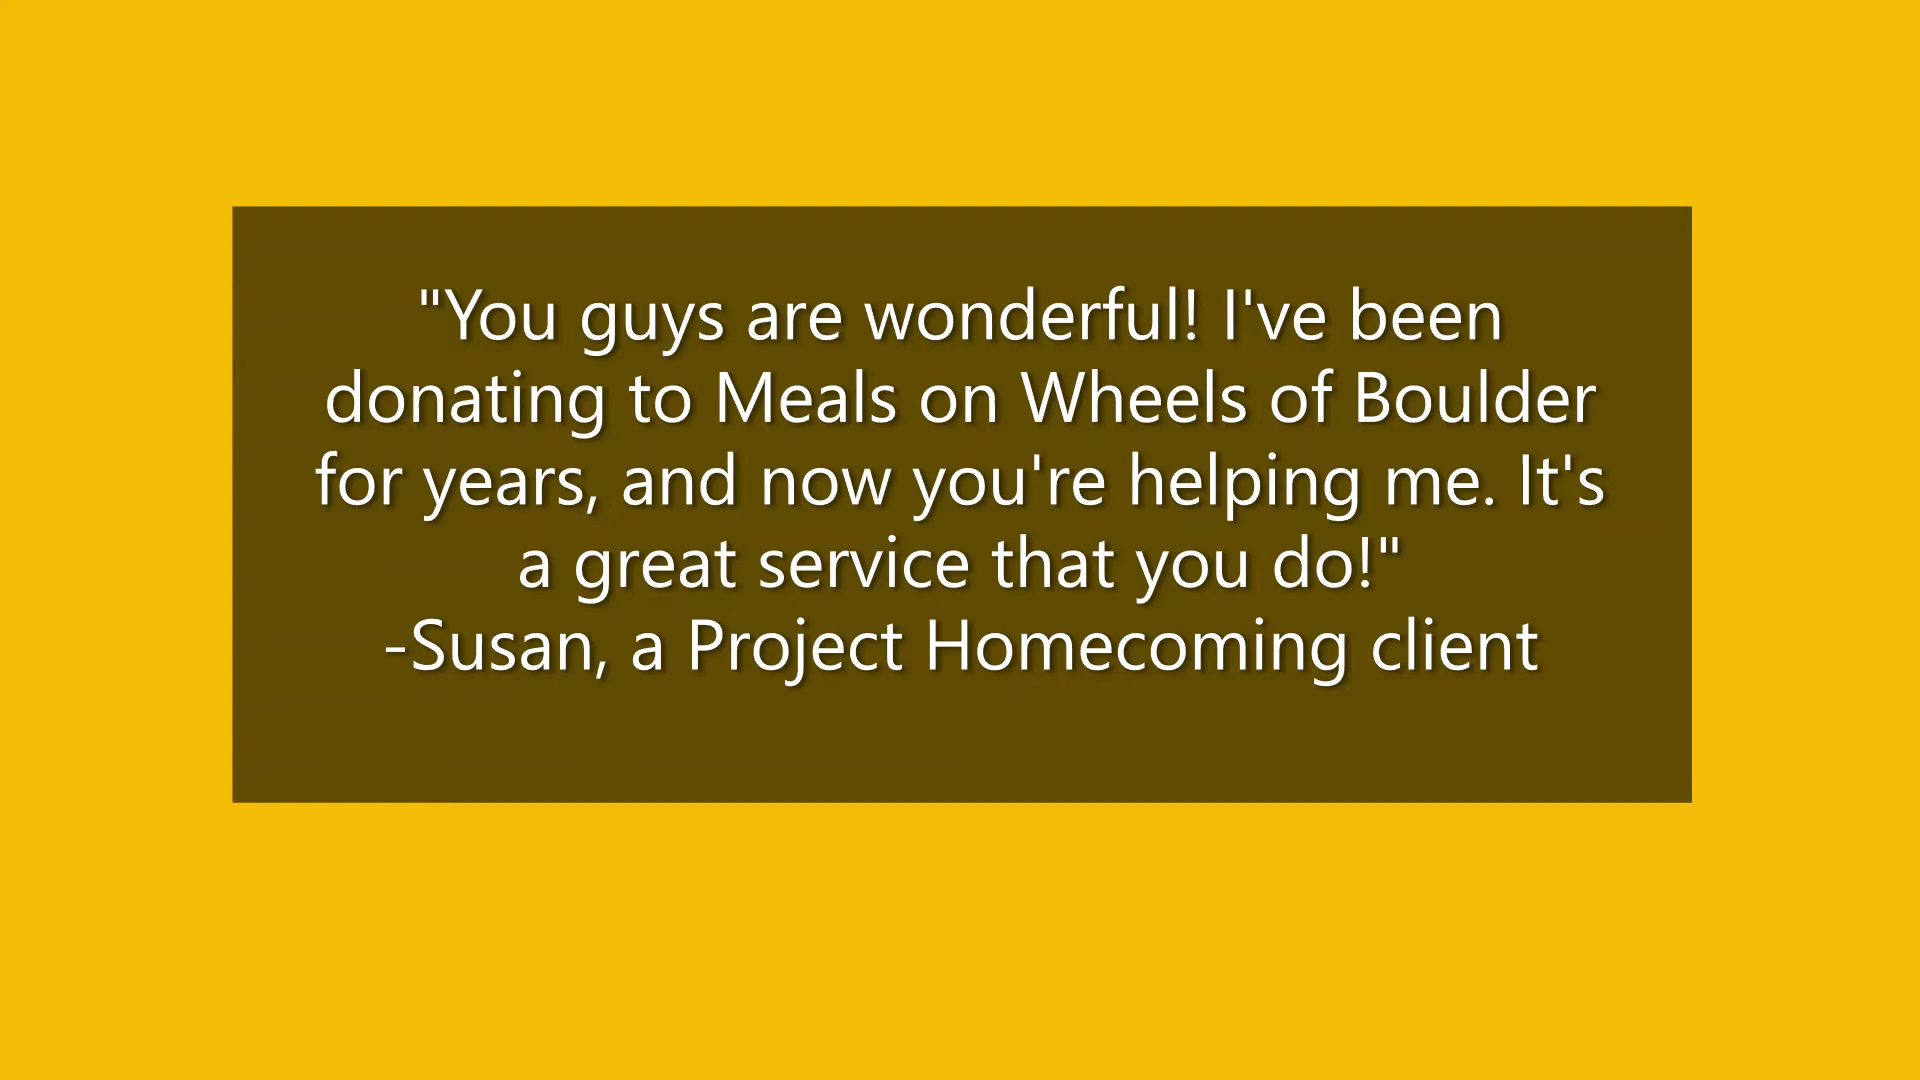 "You guys are wonderful! I've been
donating to Meals on Wheels of Boulder
for years, and now you're helping me. It's
a great service that you do!"
-Susan, a Project Homecoming client